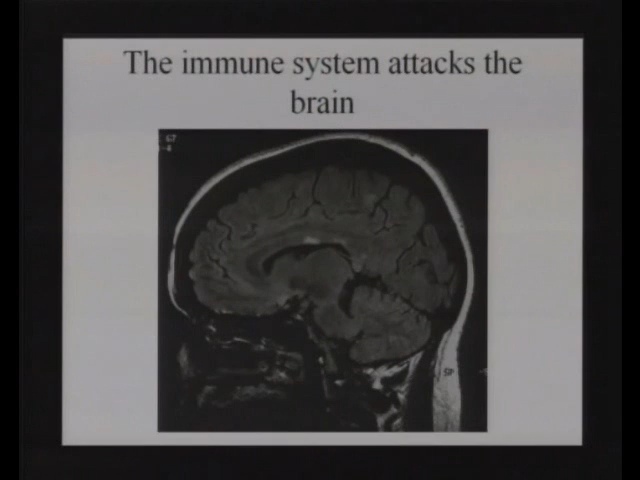 The immune system attacks the
brain